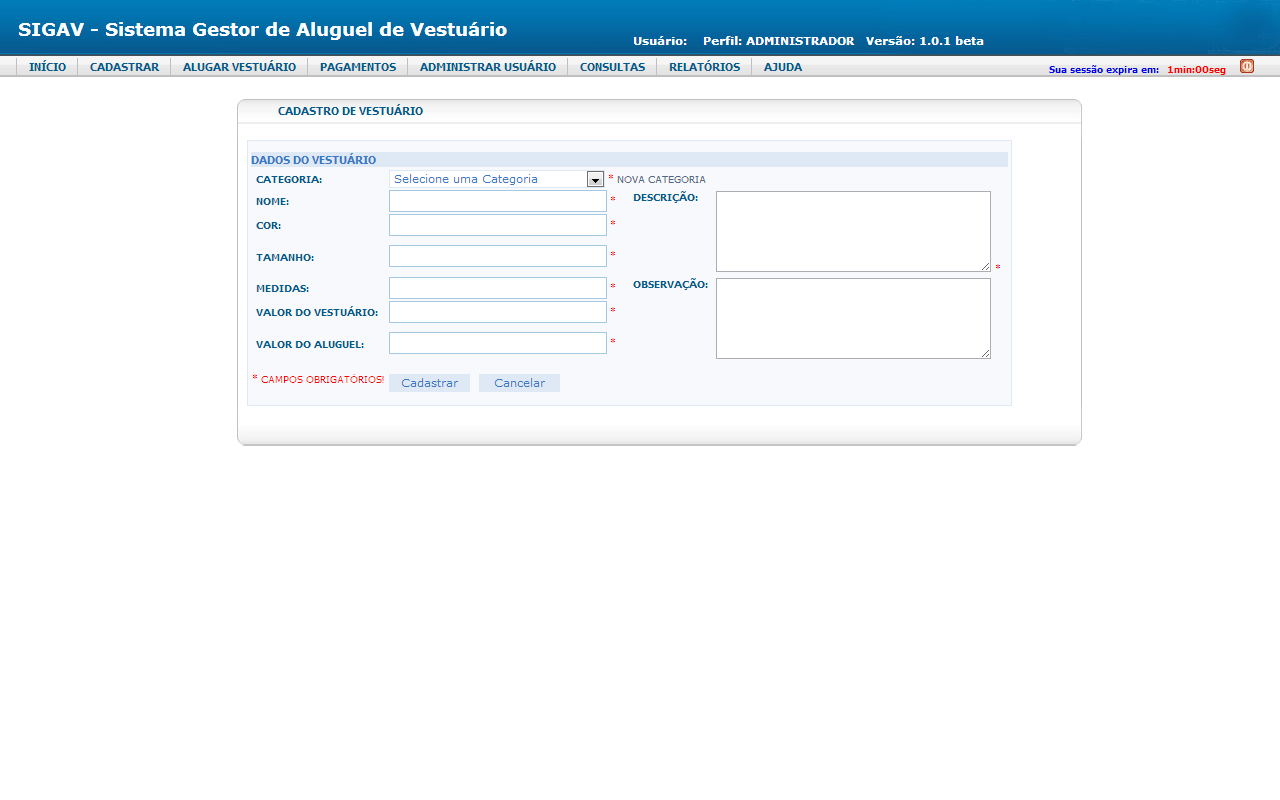 SIGAV - Sistema Gestor de Aluguel de Vestuário
Usuário: Perfil: ADMINISTRADOR Versão: 1.0.1 beta
INÍCIO CADASTRAR ALUGAR VESTUÁRIO PAGAMENTOS ADMINISTRAR USUÁRIO CONSULTAS RELATÓRIOS AJUDA Sua sessão expira em: 1min:00seg
CADASTRO DE VESTUÁRIO
DADOS DO VESTUÁRIO
CATEGORIA: Selecione uma Categoria * NOVA CATEGORIA
NOME: * DESCRIÇÃO:
COR: *
TAMANHO: * *
MEDIDAS: * OBSERVAÇÃO:
VALOR DO VESTUÁRIO: *
VALOR DO ALUGUEL: *
* CAMPOS OBRIGATÓRIOS! Cadastrar Cancelar